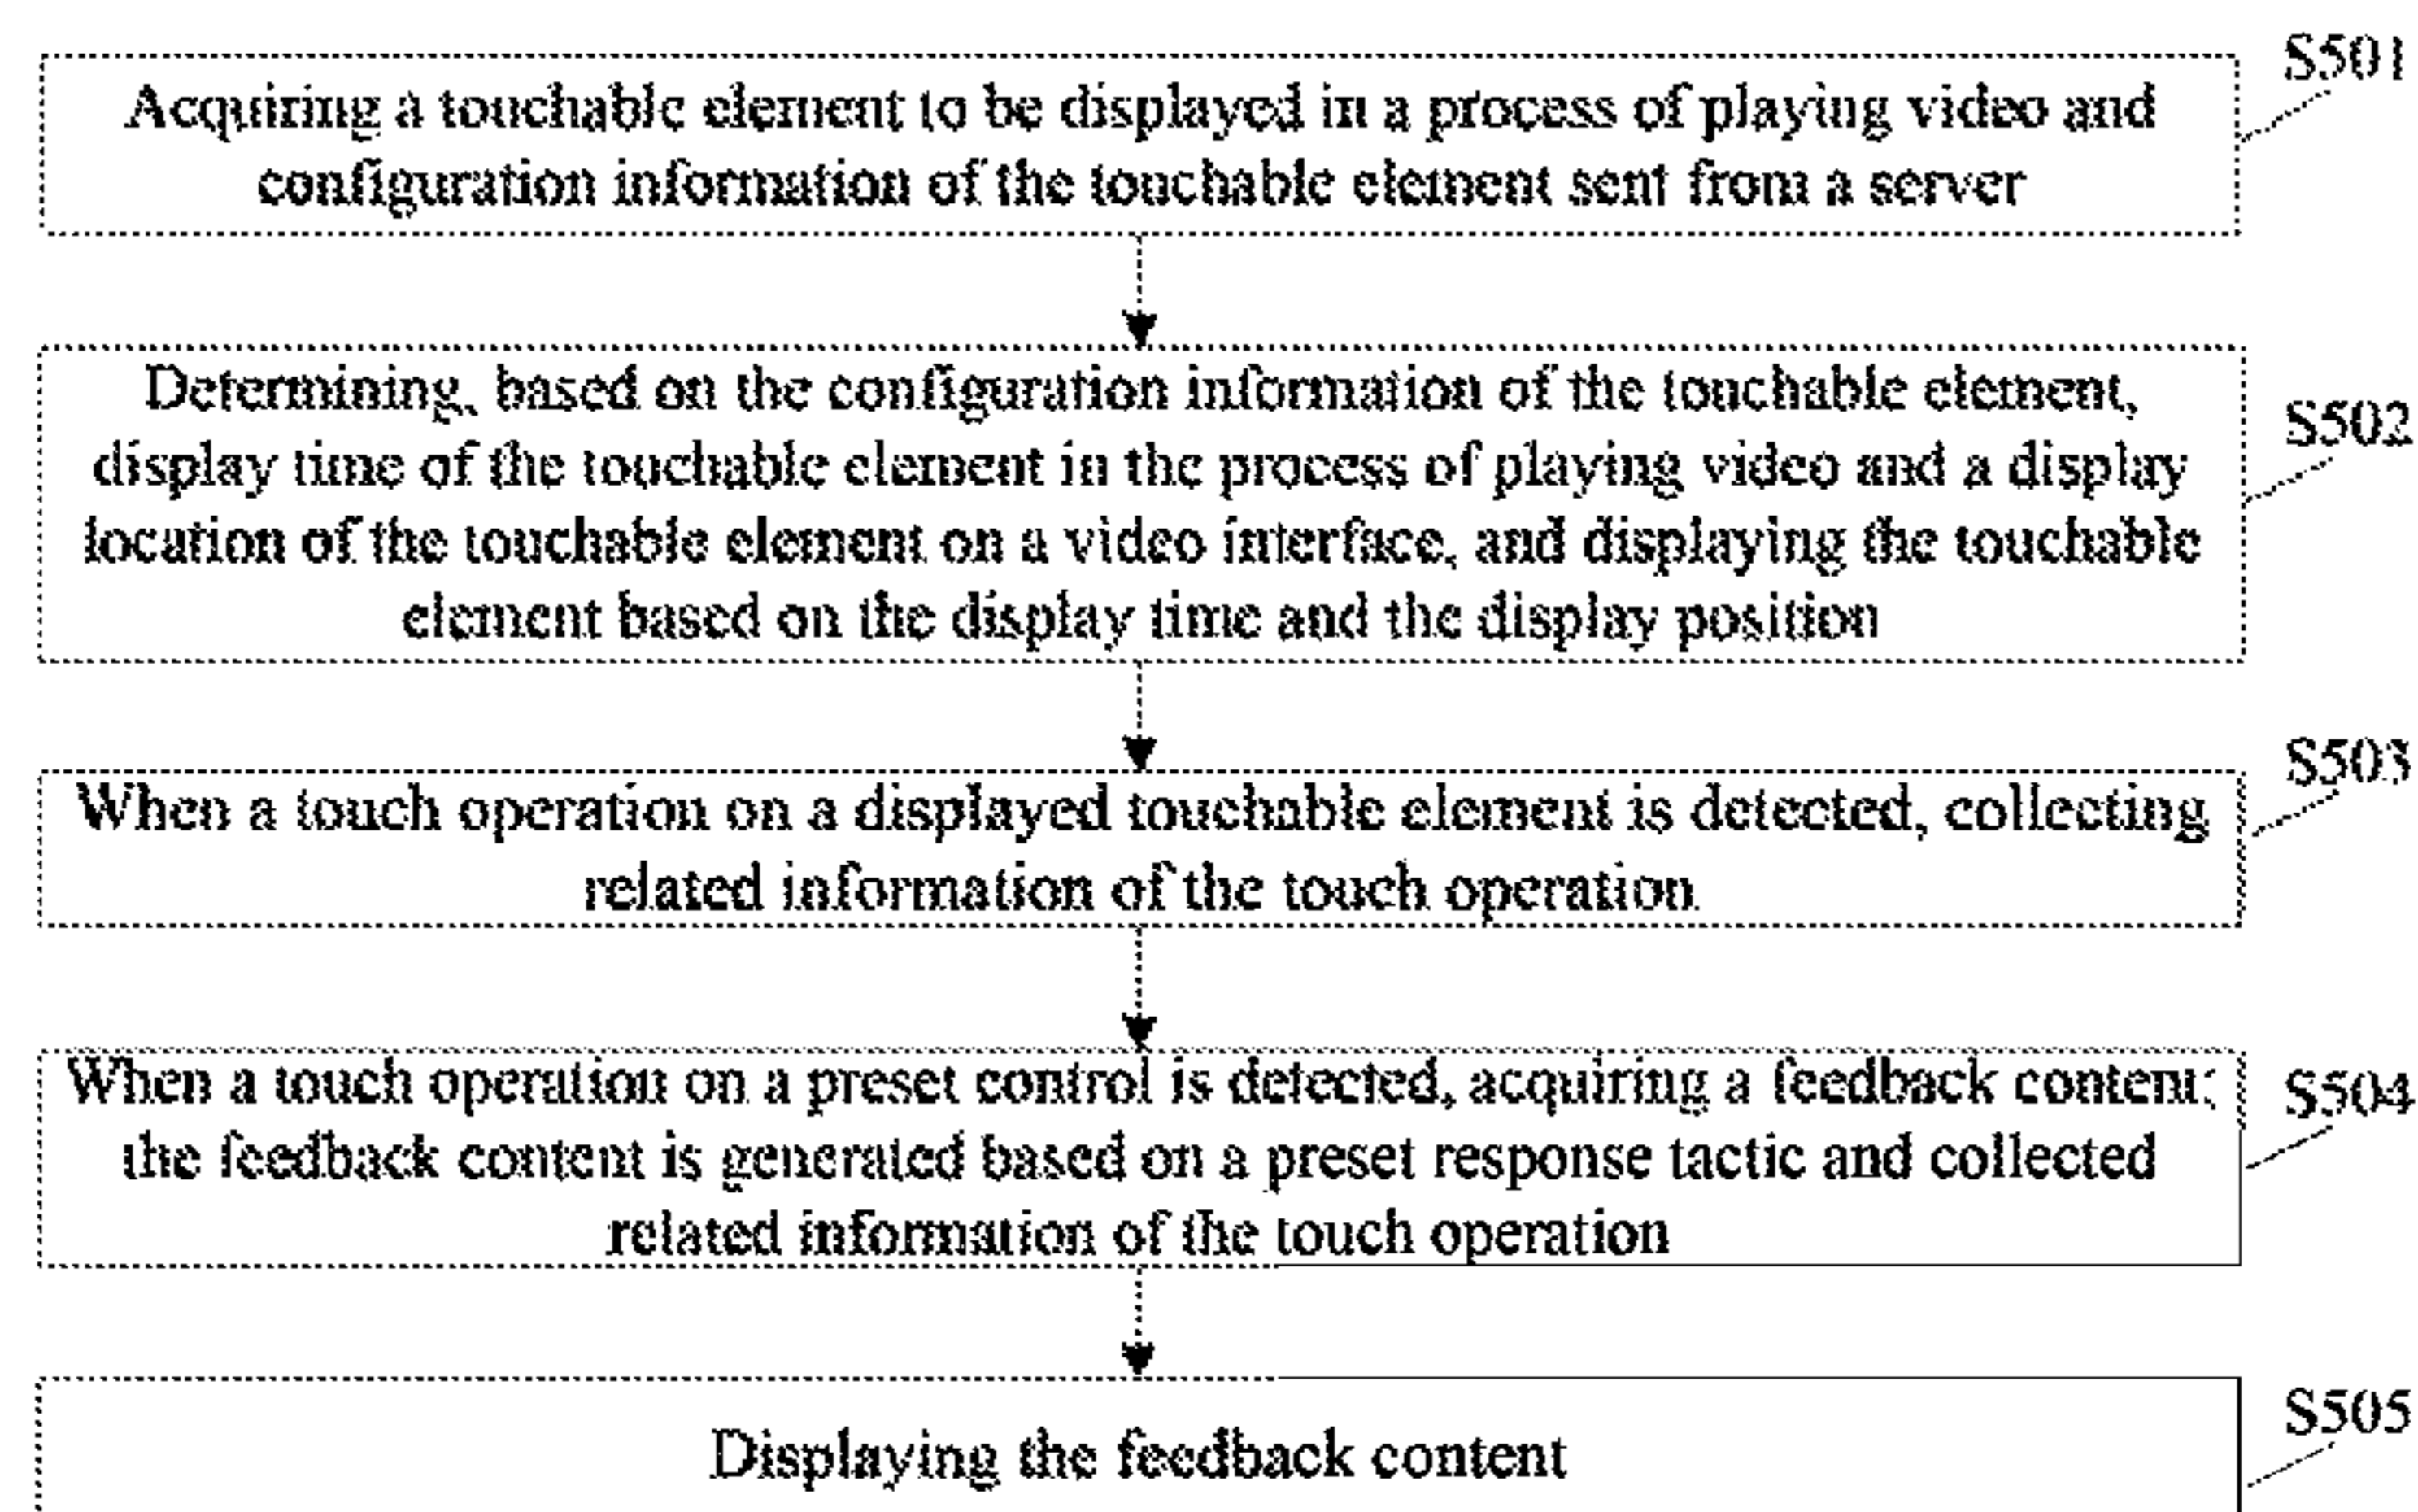 S501
Acquiring a touchable element to be displayed in a process of playing video and
configuration information of the touchable element sent from a server
Determining, based on the configuration information of the touchable element,
display time of the touchable element in the process of playing video and a display
location of the touchable element on a video interface, and displaying the touchable
element based on the display time and the display position
S502
When a touch operation on a displayed touchable element is detected, collecting
related information of the touch operation
S503
When a touch operation on a preset control is detected, acquiring a feedback content;
the feedback content is generated based on a preset response tactic and collected
related information of the touch operation
S504
Displaying the feedback content
S505